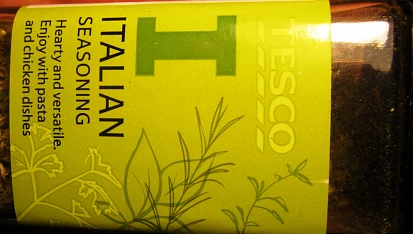 TESCO
I
ITALIAN
SEASONING
Hearty and versatile.
Enjoy with pasta
and chicken dishes